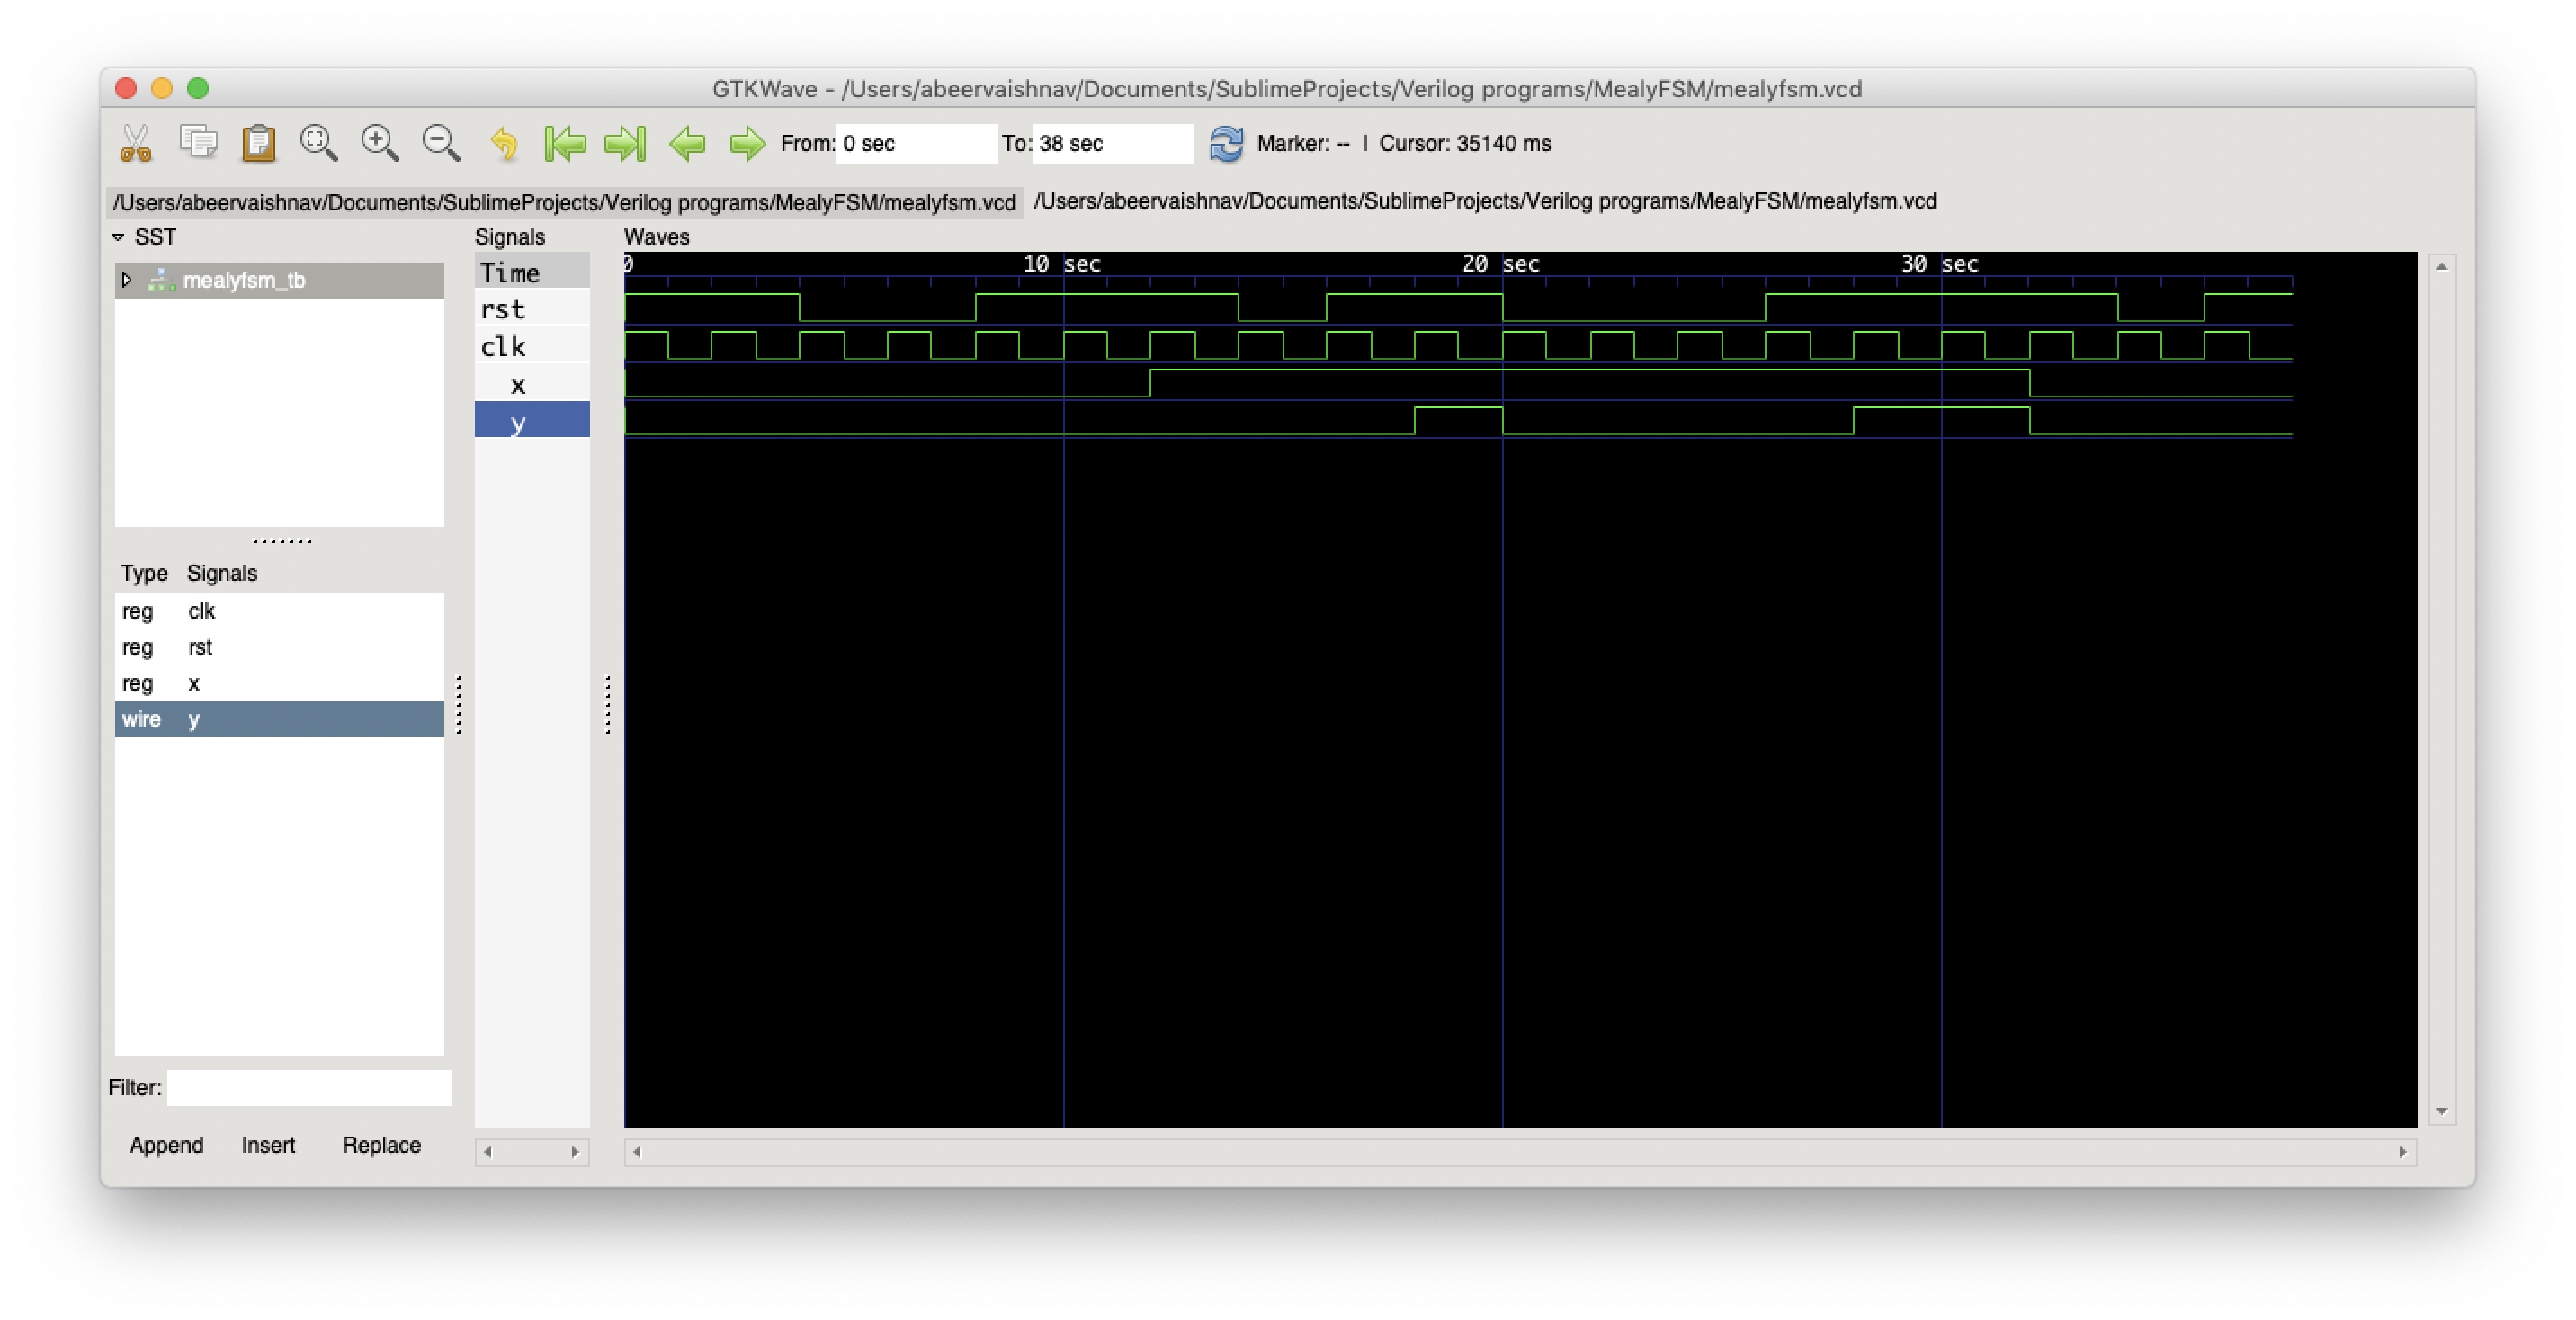 GTKWave - /Users/abeervaishnav/Documents/SublimeProjects/Verilog programs/MealyFSM/mealyfsm.vcd
From: 0 sec To: 38 sec Marker: -- | Cursor: 35140 ms
/Users/abeervaishnav/Documents/SublimeProjects/Verilog programs/MealyFSM/mealyfsm.vcd /Users/abeervaishnav/Documents/SublimeProjects/Verilog programs/MealyFSM/mealyfsm.vcd
SST
mealyfsm_tb
Type Signals
reg clk
reg rst
reg x
wire y
Filter:
Append Insert Replace
Signals
Time
rst
clk
x
y
Waves
0 10 sec 20 sec 30 sec